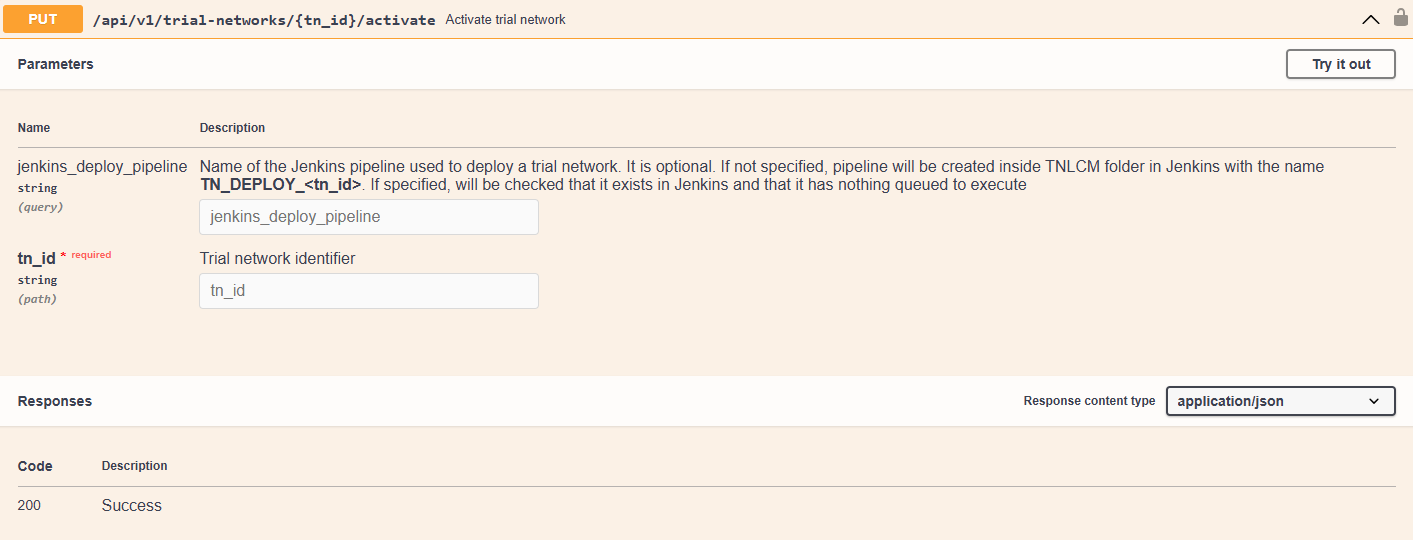 PUT /api/v1/trial-networks/{tn_id}/activate Activate trial network
Parameters Try it out
Name Description
jenkins_deploy_pipeline Name of the Jenkins pipeline used to deploy a trial network. It is optional. If not specified, pipeline will be created inside TNLCM folder in Jenkins with the name
string TN_DEPLOY_<tn_id>. If specified, will be checked that it exists in Jenkins and that it has nothing queued to execute
(query) jenkins_deploy_pipeline
tn_id * required Trial network identifier
string tn_id
(path)
Responses Response content type application/json
Code Description
200 Success